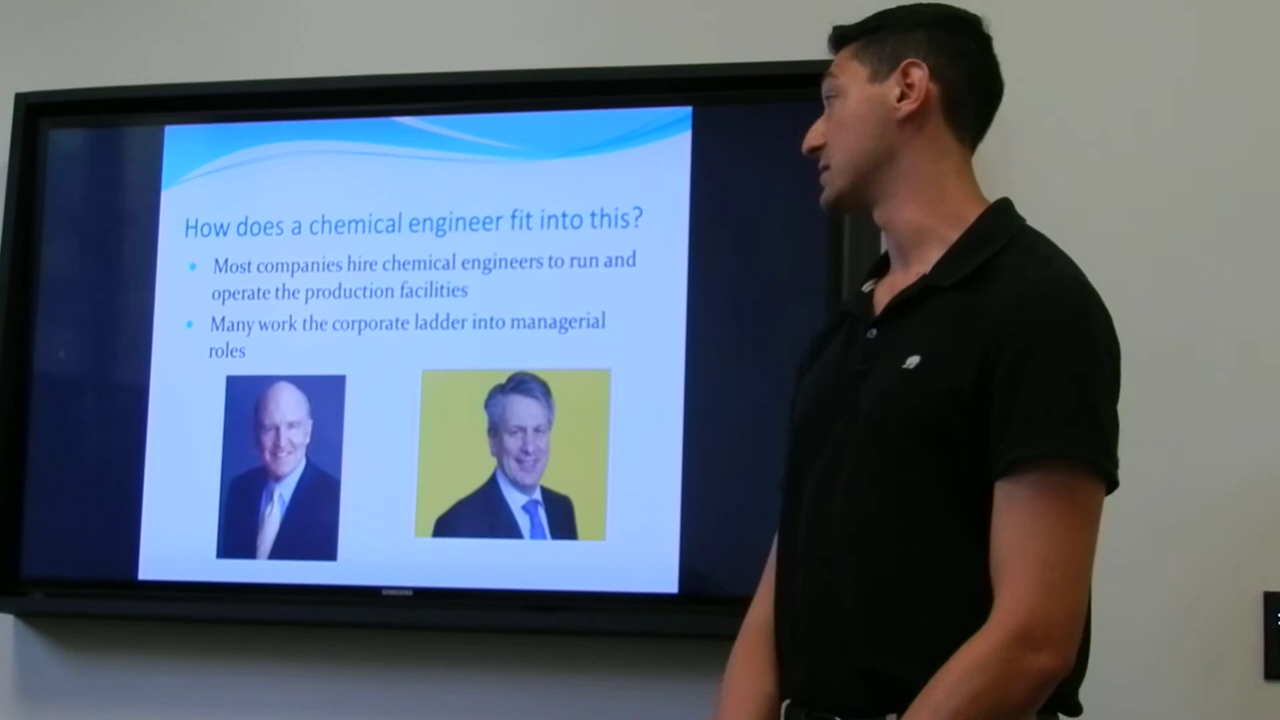 How does a chemical engineer fit into this?
Most companies hire chemical engineers to run and
operate the production facilities
Many work the corporate ladder into managerial
roles
SAMSUNG